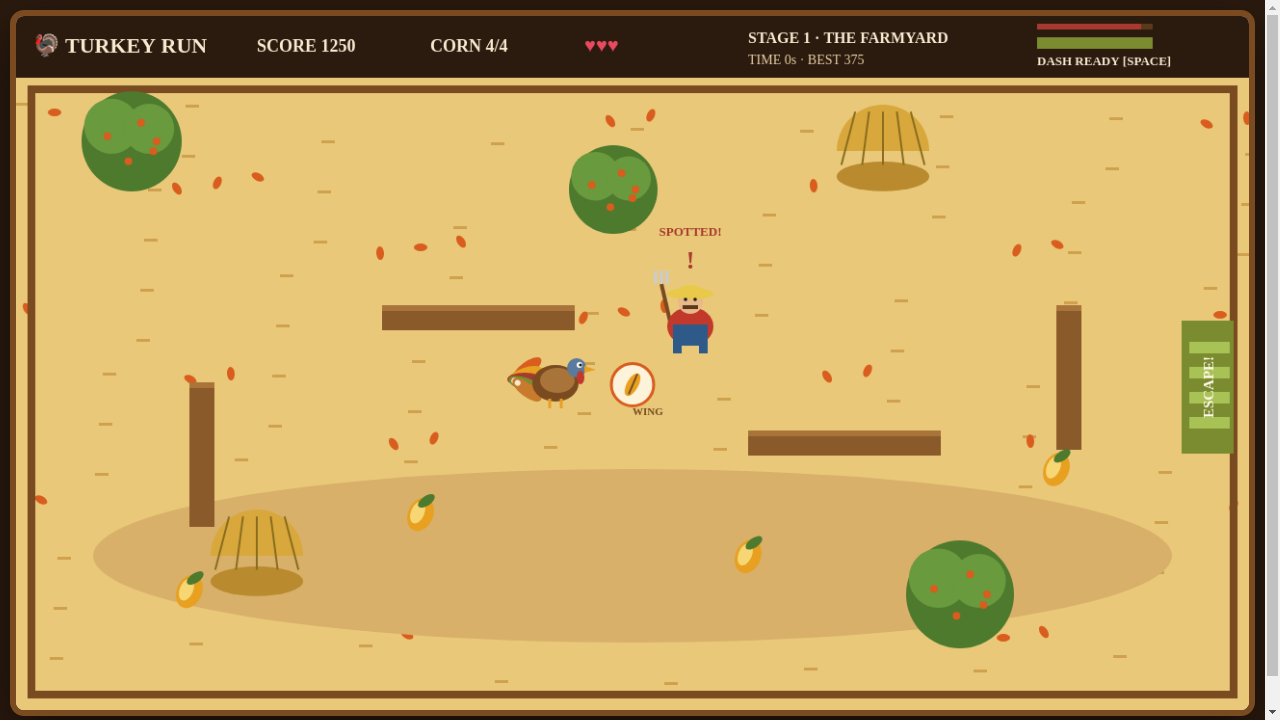 TURKEY RUN
SCORE 1250
CORN 4/4
STAGE 1 · THE FARMYARD
TIME 0s · BEST 375
DASH READY [SPACE]
SPOTTED!
!
WING
ESCAPE!